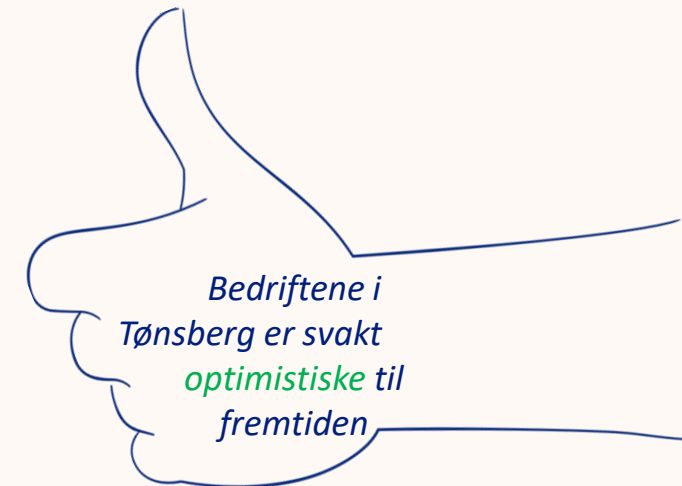 Bedriftene i
Tønsberg er svakt
optimistiske til
fremtiden